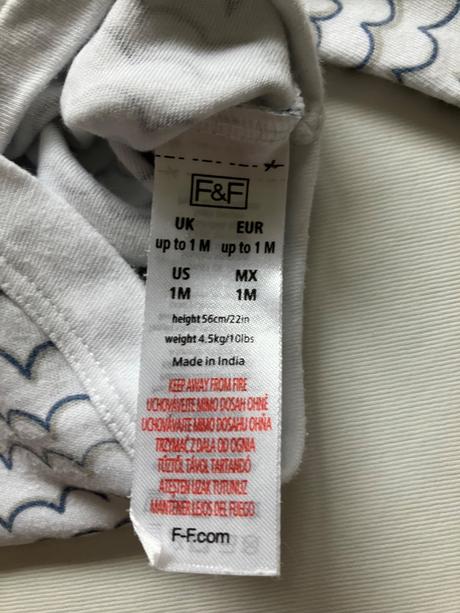 F&F
UK EUR
up to 1 M up to 1 M
US MX
1M 1M
height 56cm/22in
weight 4.5kg/10lbs
Made in India
KEEP AWAY FROM FIRE
UCHOVÁVEJTE MIMO DOSAH OHNĚ
UCHOVÁVAJTE MIMO DOSAHU OHŇA
TRZYMAĆ Z DALA OD OGNIA
TŰZTŐL TÁVOL TARTANDÓ
ATEŞTEN UZAK TUTUNUZ
MANTENER LEJOS DEL FUEGO
F-F.com